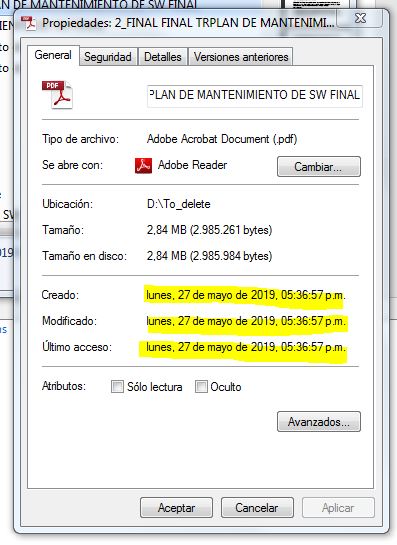 PLAN DE MANTENIMIENTO DE SW FINAL
Propiedades: 2_FINAL FINAL TRPLAN DE MANTENIMI...
General Seguridad Detalles Versiones anteriores
PDF
PLAN DE MANTENIMIENTO DE SW FINAL
Tipo de archivo: Adobe Acrobat Document (.pdf)
Se abre con: Adobe Reader Cambiar...
Ubicación: D:\To_delete
Tamaño: 2,84 MB (2.985.261 bytes)
Tamaño en disco: 2,84 MB (2.985.984 bytes)
Creado: lunes, 27 de mayo de 2019, 05:36:57 p.m.
Modificado: lunes, 27 de mayo de 2019, 05:36:57 p.m.
Último acceso: lunes, 27 de mayo de 2019, 05:36:57 p.m.
Atributos: Sólo lectura Oculto
Avanzados...
Aceptar Cancelar Aplicar